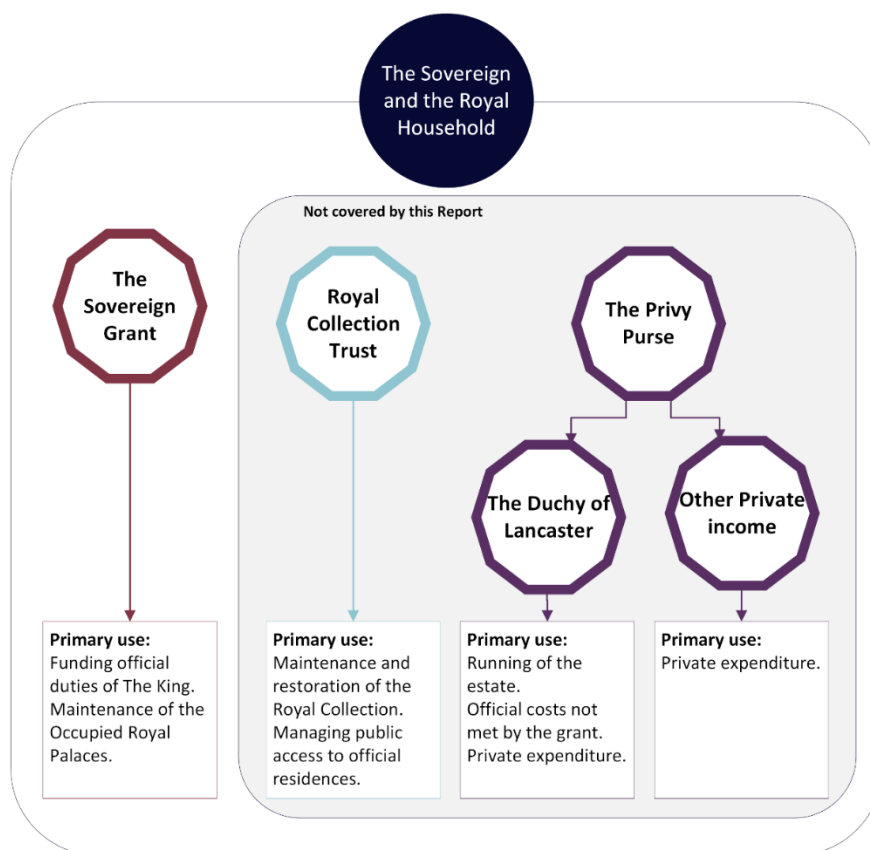 The Sovereign
and the Royal
Household
Not covered by this Report
The
Sovereign
Grant
Royal
Collection
Trust
The Privy
Purse
The Duchy of
Lancaster
Other Private
income
Primary use:
Funding official
duties of The King.
Maintenance of the
Occupied Royal
Palaces.
Primary use:
Maintenance and
restoration of the
Royal Collection.
Managing public
access to official
residences.
Primary use:
Running of the
estate.
Official costs not
met by the grant.
Private expenditure.
Primary use:
Private expenditure.